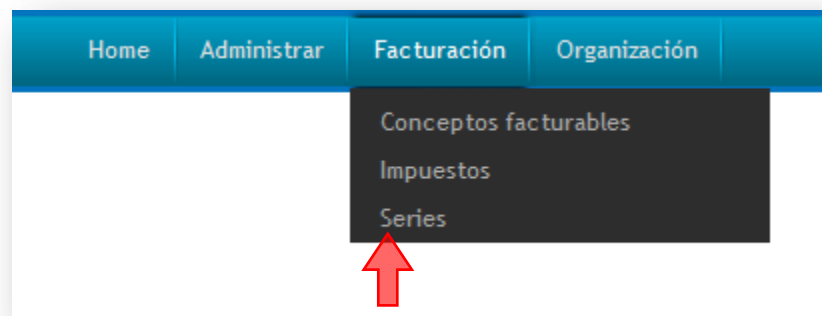 Home Administrar Facturación Organización
Conceptos facturables
Impuestos
Series